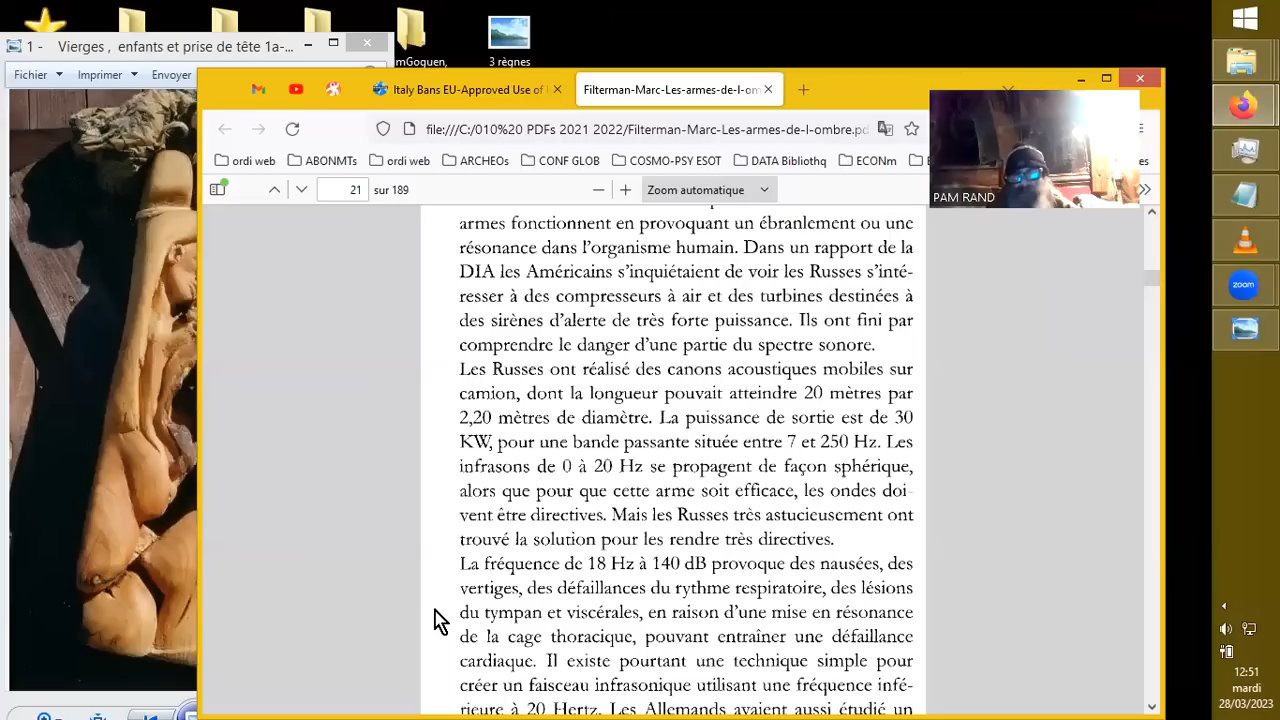 mGoquen,
3 règnes
1 - Vierges , enfants et prise de tête 1a-...
Fichier
Imprimer
Envoyer
Italy Bans EU-Approved Use of
Filterman-Marc-Les-armes-de-l-om
file:///C:/010%20 PDFs 2021 2022/Filterman-Marc-Les-armes-de-l-ombre.pd
ordi web
ABONMTs
ordi web
ARCHEOs
CONF GLOB
COSMO-PSY ESOT
DATA Bibliothq
ECONm
es
21
sur 189
Zoom automatique
PAM RAND
armes fonctionnent en provoquant un ébranlement ou une
résonance dans l'organisme humain. Dans un rapport de la
DIA les Américains s'inquiétaient de voir les Russes s'inté-
resser à des compresseurs à air et des turbines destinées à
des sirènes d'alerte de très forte puissance. Ils ont fini par
comprendre le danger d'une partie du spectre sonore.
Les Russes ont réalisé des canons acoustiques mobiles sur
camion, dont la longueur pouvait atteindre 20 mètres par
2,20 mètres de diamètre. La puissance de sortie est de 30
KW, pour une bande passante située entre 7 et 250 Hz. Les
infrasons de 0 à 20 Hz se propagent de façon sphérique,
alors que pour que cette arme soit efficace, les ondes doi-
vent être directives. Mais les Russes très astucieusement ont
trouvé la solution pour les rendre très directives.
La fréquence de 18 Hz à 140 dB provoque des nausées, des
vertiges, des défaillances du rythme respiratoire, des lésions
du tympan et viscérales, en raison d'une mise en résonance
de la cage thoracique, pouvant entraîner une défaillance
cardiaque. Il existe pourtant une technique simple pour
créer un faisceau infrasonique utilisant une fréquence infé-
rieure à 20 Hertz. Les Allemands avaient aussi étudié un
zoom
12:51
mardi
28/03/2023